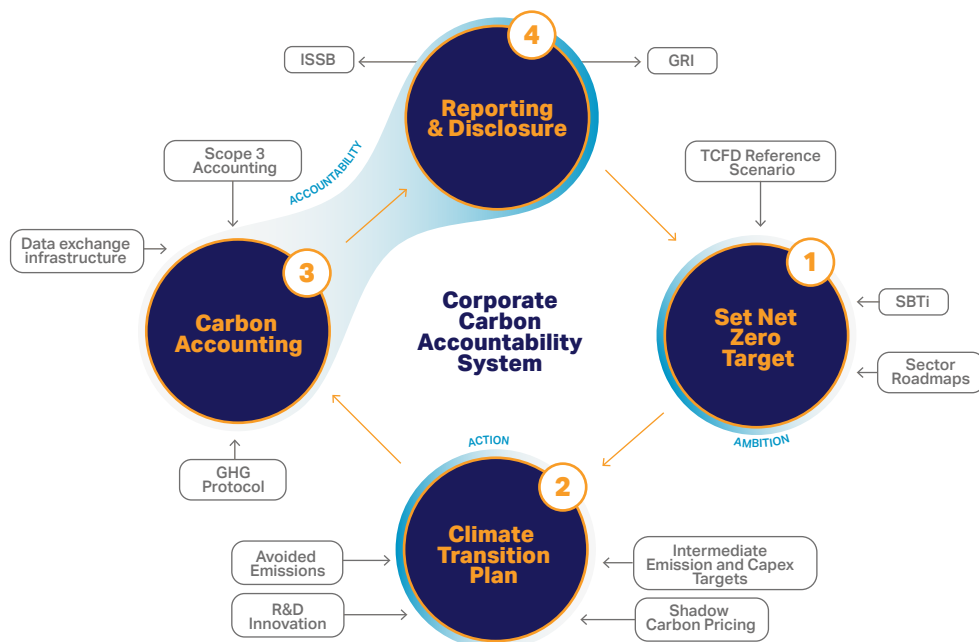 4
ISSB
GRI
Reporting
& Disclosure
ACCOUNTABILITY
Scope 3
Accounting
TCFD Reference
Scenario
Data exchange
infrastructure
3
1
Carbon
Accounting
Corporate
Carbon
Accountability
System
Set Net
Zero
Target
SBTi
Sector
Roadmaps
AMBITION
GHG
Protocol
ACTION
2
Climate
Transition
Plan
Avoided
Emissions
R&D
Innovation
Intermediate
Emission and Capex
Targets
Shadow
Carbon Pricing